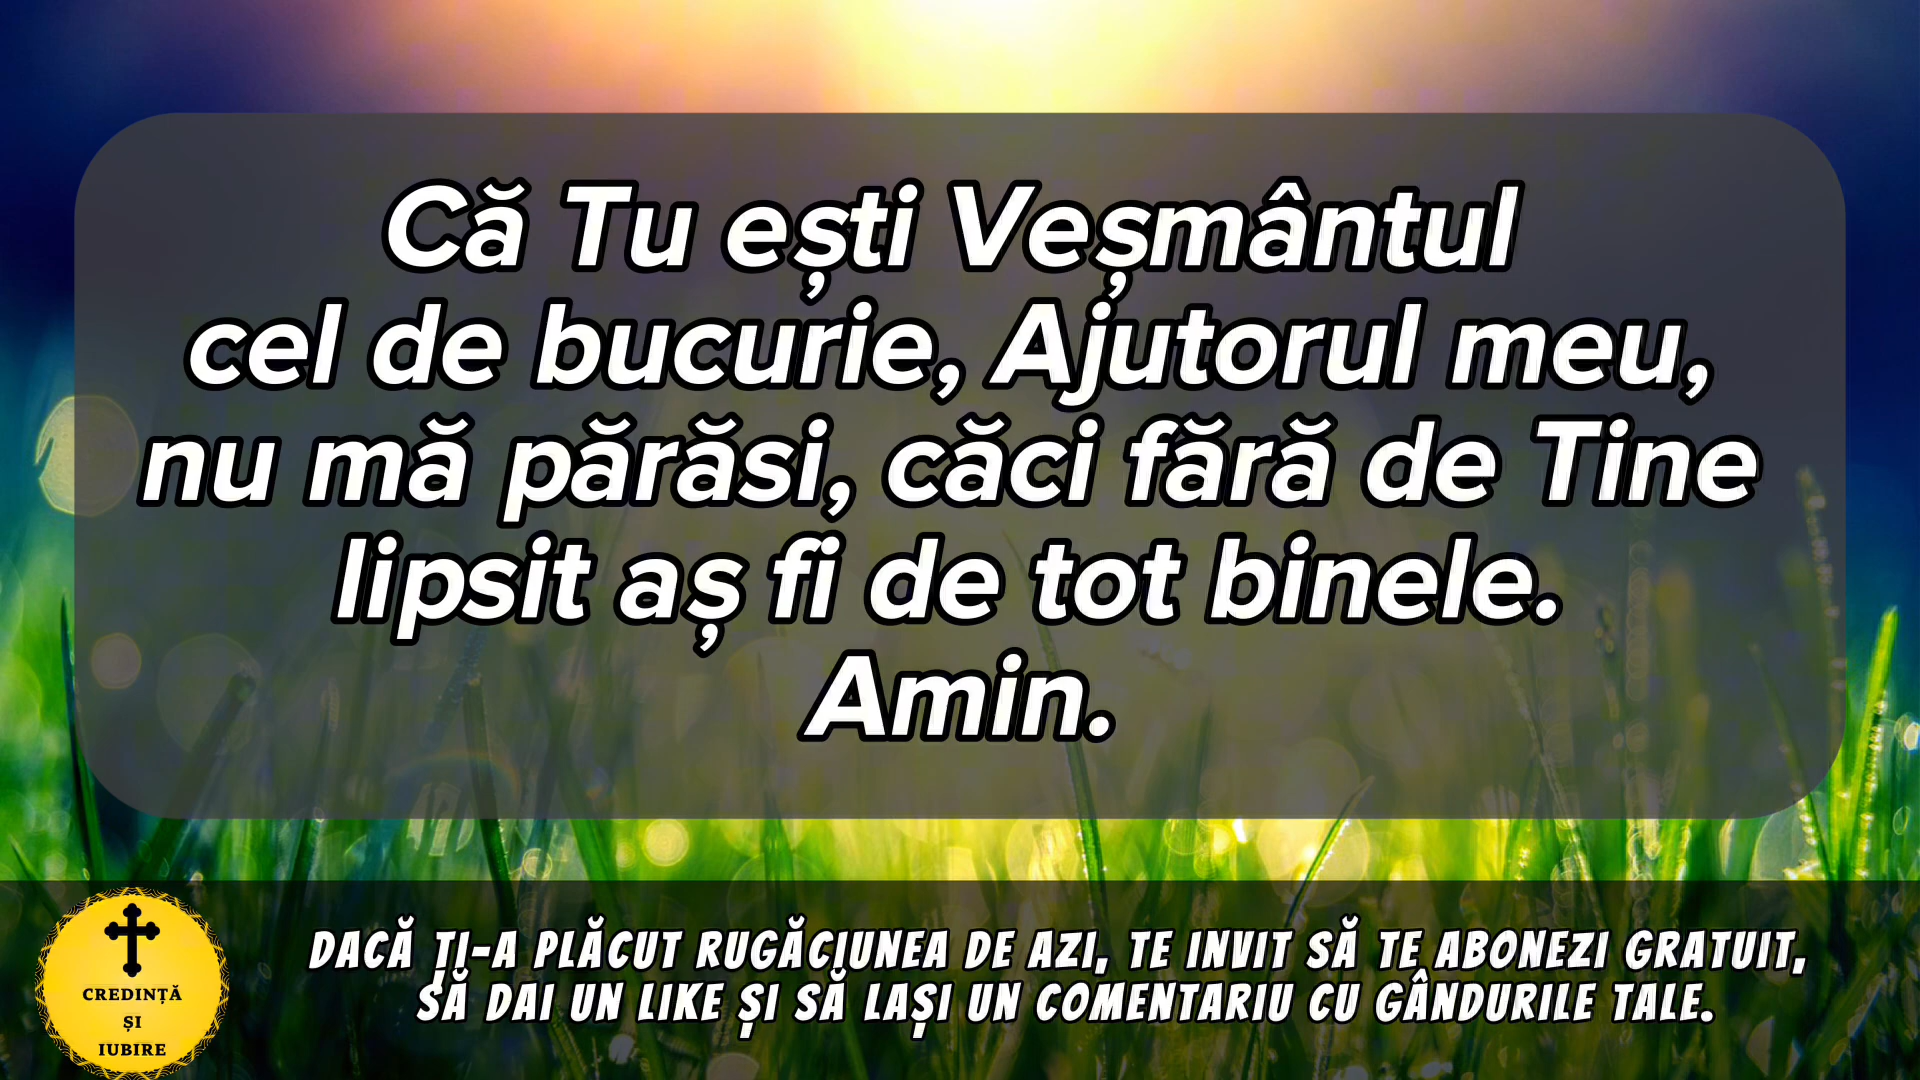 Că Tu ești Veșmântul
cel de bucurie, Ajutorul meu,
nu mă părăsi, căci fără de Tine
lipsit aș fi de tot binele.
Amin.
DACĂ ȚI-A PLĂCUT RUGĂCIUNEA DE AZI, TE INVIT SĂ TE ABONEZI GRATUIT,
SĂ DAI UN LIKE ȘI SĂ LAȘI UN COMENTARIU CU GÂNDURILE TALE.
CREDINȚĂ
ȘI
IUBIRE